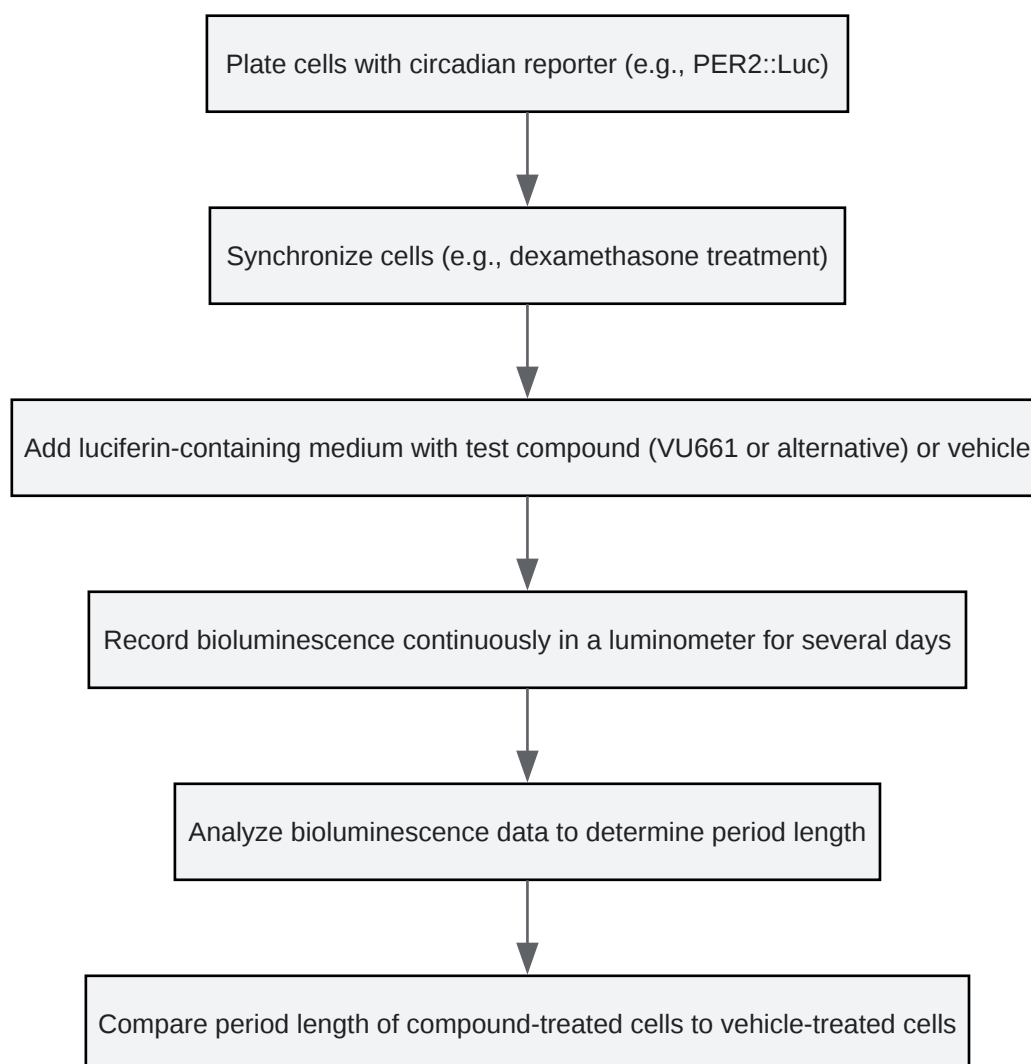 Plate cells with circadian reporter (e.g., PER2::Luc)
Synchronize cells (e.g., dexamethasone treatment)
Add luciferin-containing medium with test compound (VU661 or alternative) or vehicle
Record bioluminescence continuously in a luminometer for several days
Analyze bioluminescence data to determine period length
Compare period length of compound-treated cells to vehicle-treated cells